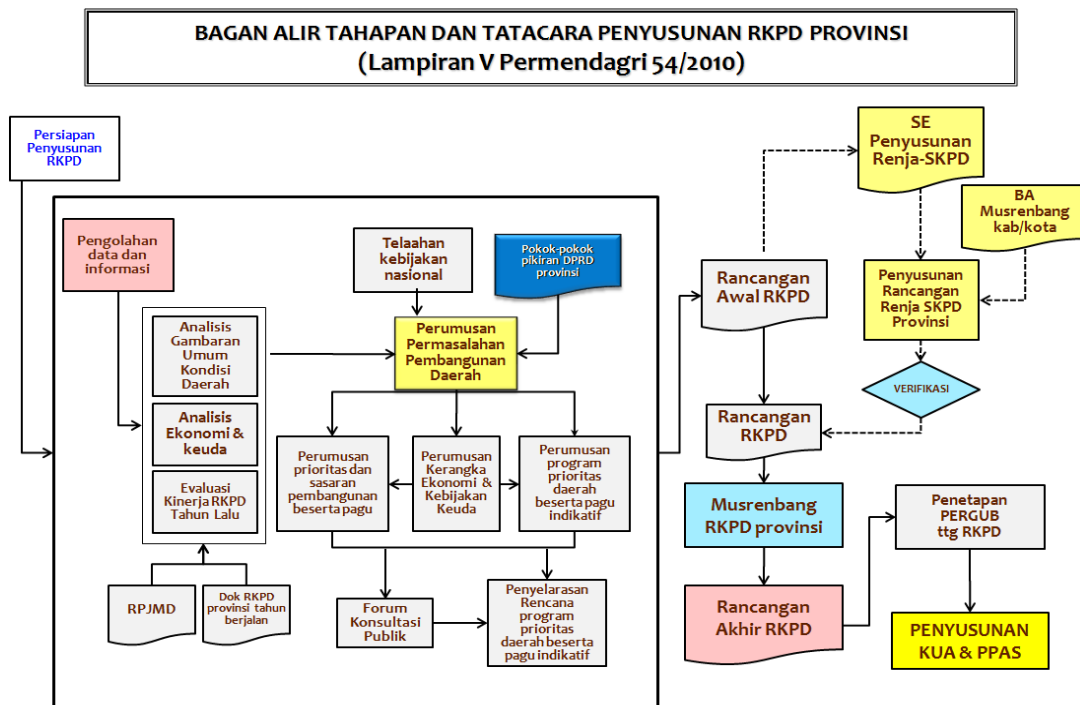 BAGAN ALIR TAHAPAN DAN TATACARA PENYUSUNAN RKPD PROVINSI
(Lampiran V Permendagri 54/2010)
Persiapan
Penyusunan
RKPD
Pengolahan
data dan
informasi
Analisis
Gambaran
Umum
Kondisi
Daerah
Analisis
Ekonomi &
keuda
Evaluasi
Kinerja RKPD
Tahun Lalu
RPJMD
Dok RKPD
provinsi tahun
berjalan
Telaahan
kebijakan
nasional
Pokok-pokok
pikiran DPRD
provinsi
Perumusan
Permasalahan
Pembangunan
Daerah
Perumusan
prioritas dan
sasaran
pembangunan
beserta pagu
Perumusan
Kerangka
Ekonomi &
Kebijakan
Keuda
Perumusan
program
prioritas
daerah beserta
pagu indikatif
Forum
Konsultasi
Publik
Penyelarasan
Rencana
program
prioritas
daerah beserta
pagu indikatif
Rancangan
Awal RKPD
SE
Penyusunan
Renja-SKPD
BA
Musrenbang
kab/kota
Penyusunan
Rancangan
Renja SKPD
Provinsi
VERIFIKASI
Rancangan
RKPD
Musrenbang
RKPD provinsi
Rancangan
Akhir RKPD
Penetapan
PERGUB
ttg RKPD
PENYUSUNAN
KUA & PPAS